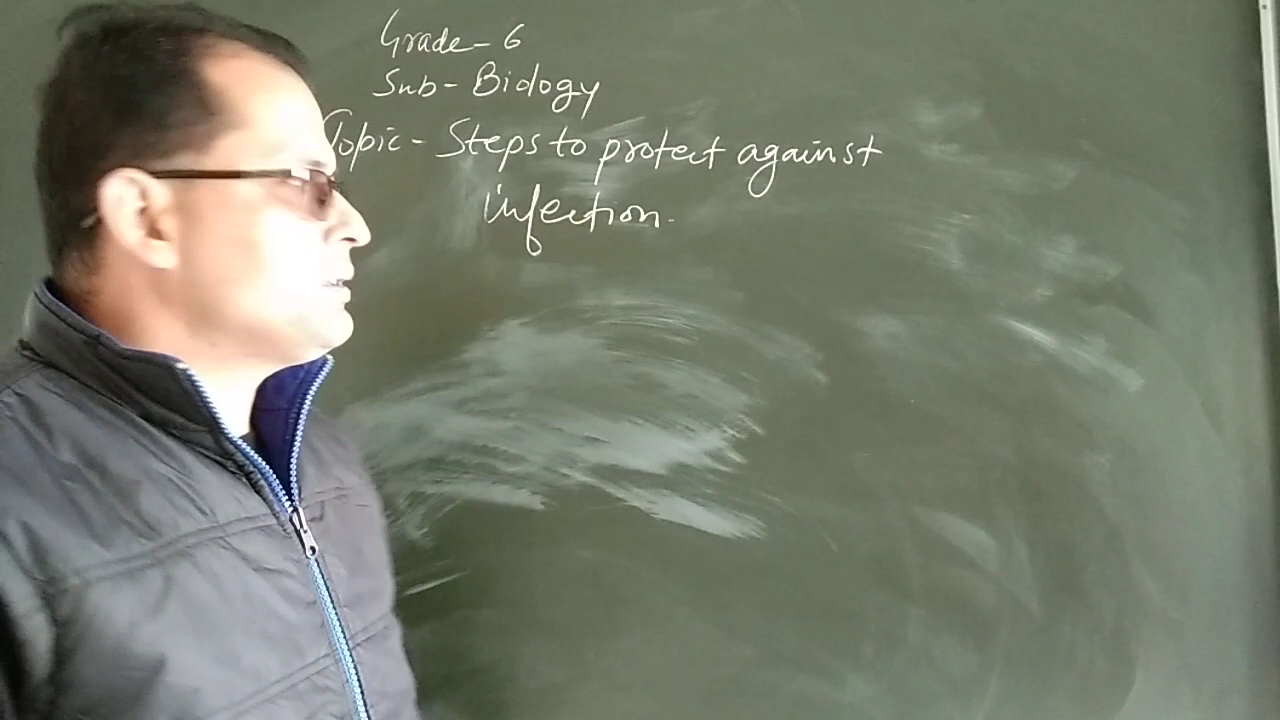 Grade - 6
Sub - Biology
Topic - Steps to protect against
infection.